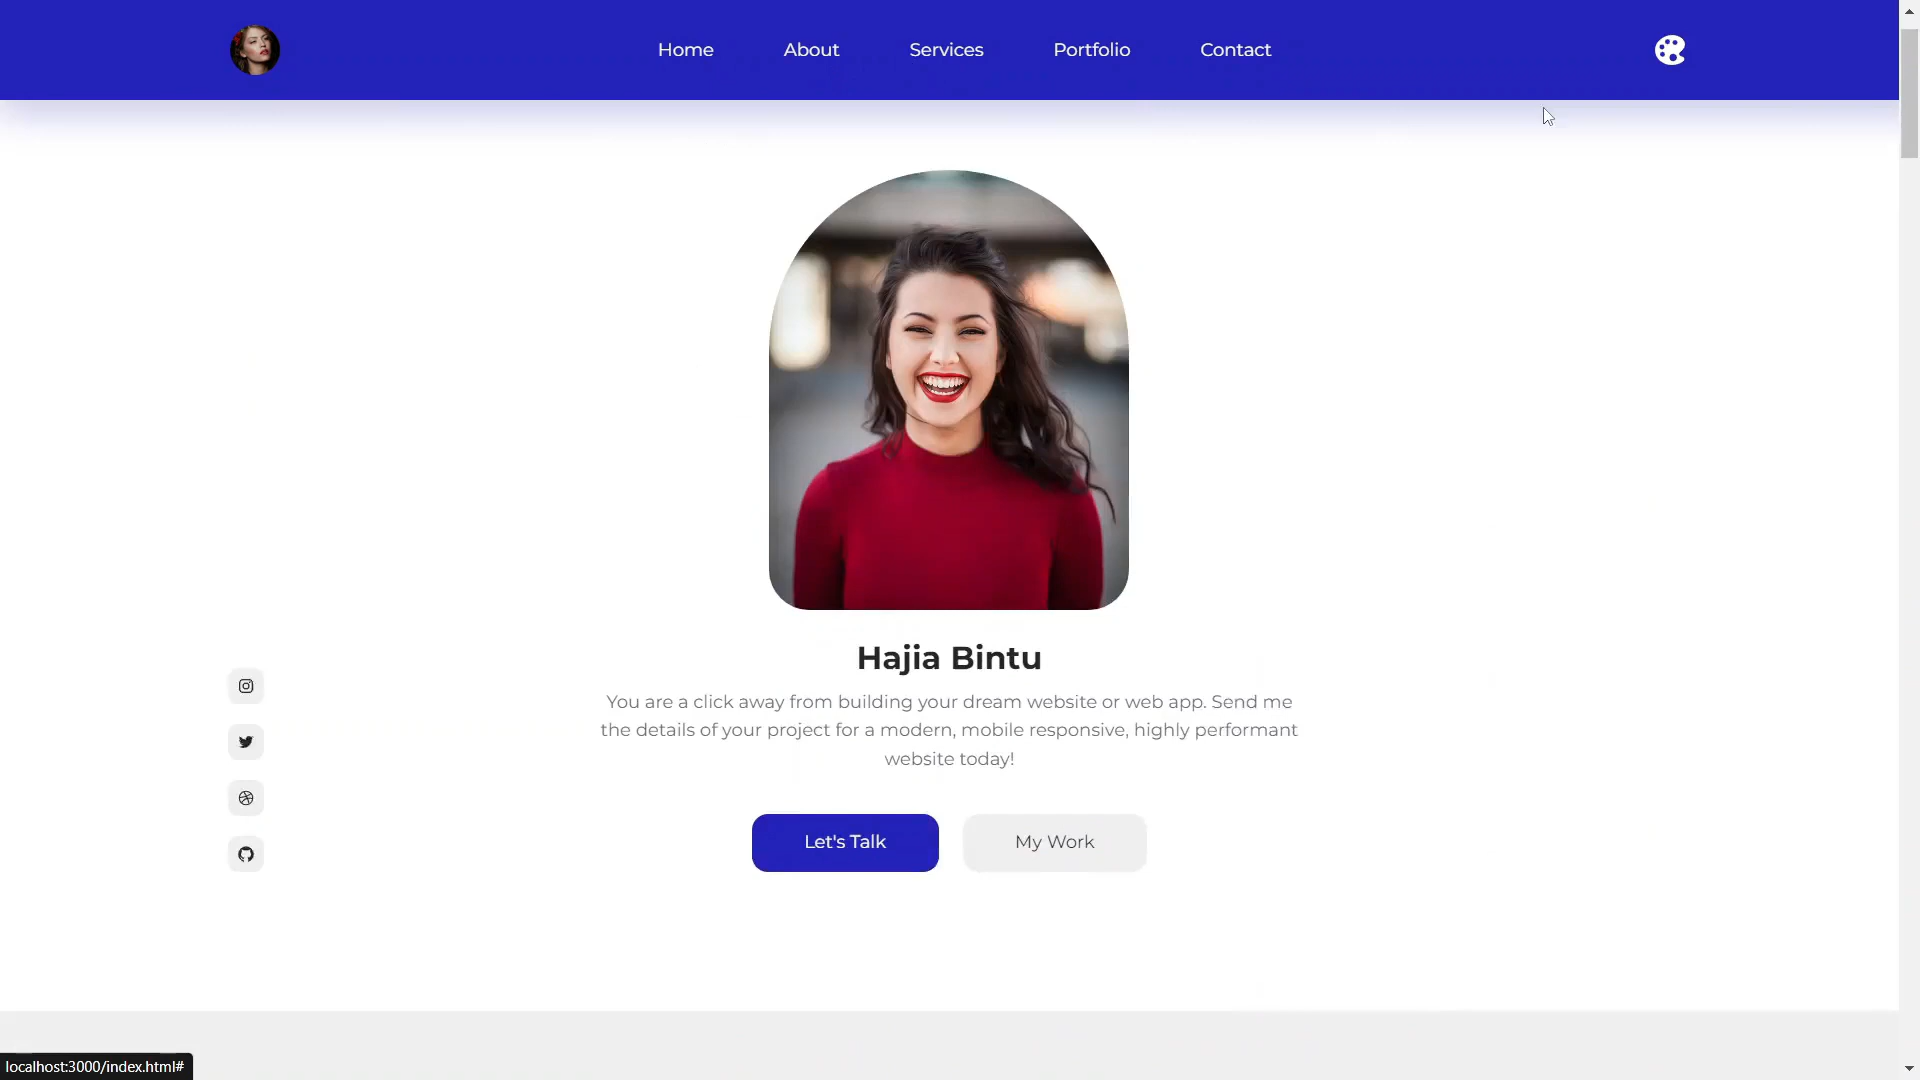 Home
About
Services
Portfolio
Contact
Hajia Bintu
You are a click away from building your dream website or web app. Send me
the details of your project for a modern, mobile responsive, highly performant
website today!
Let's Talk
My Work
localhost:3000/index.html#